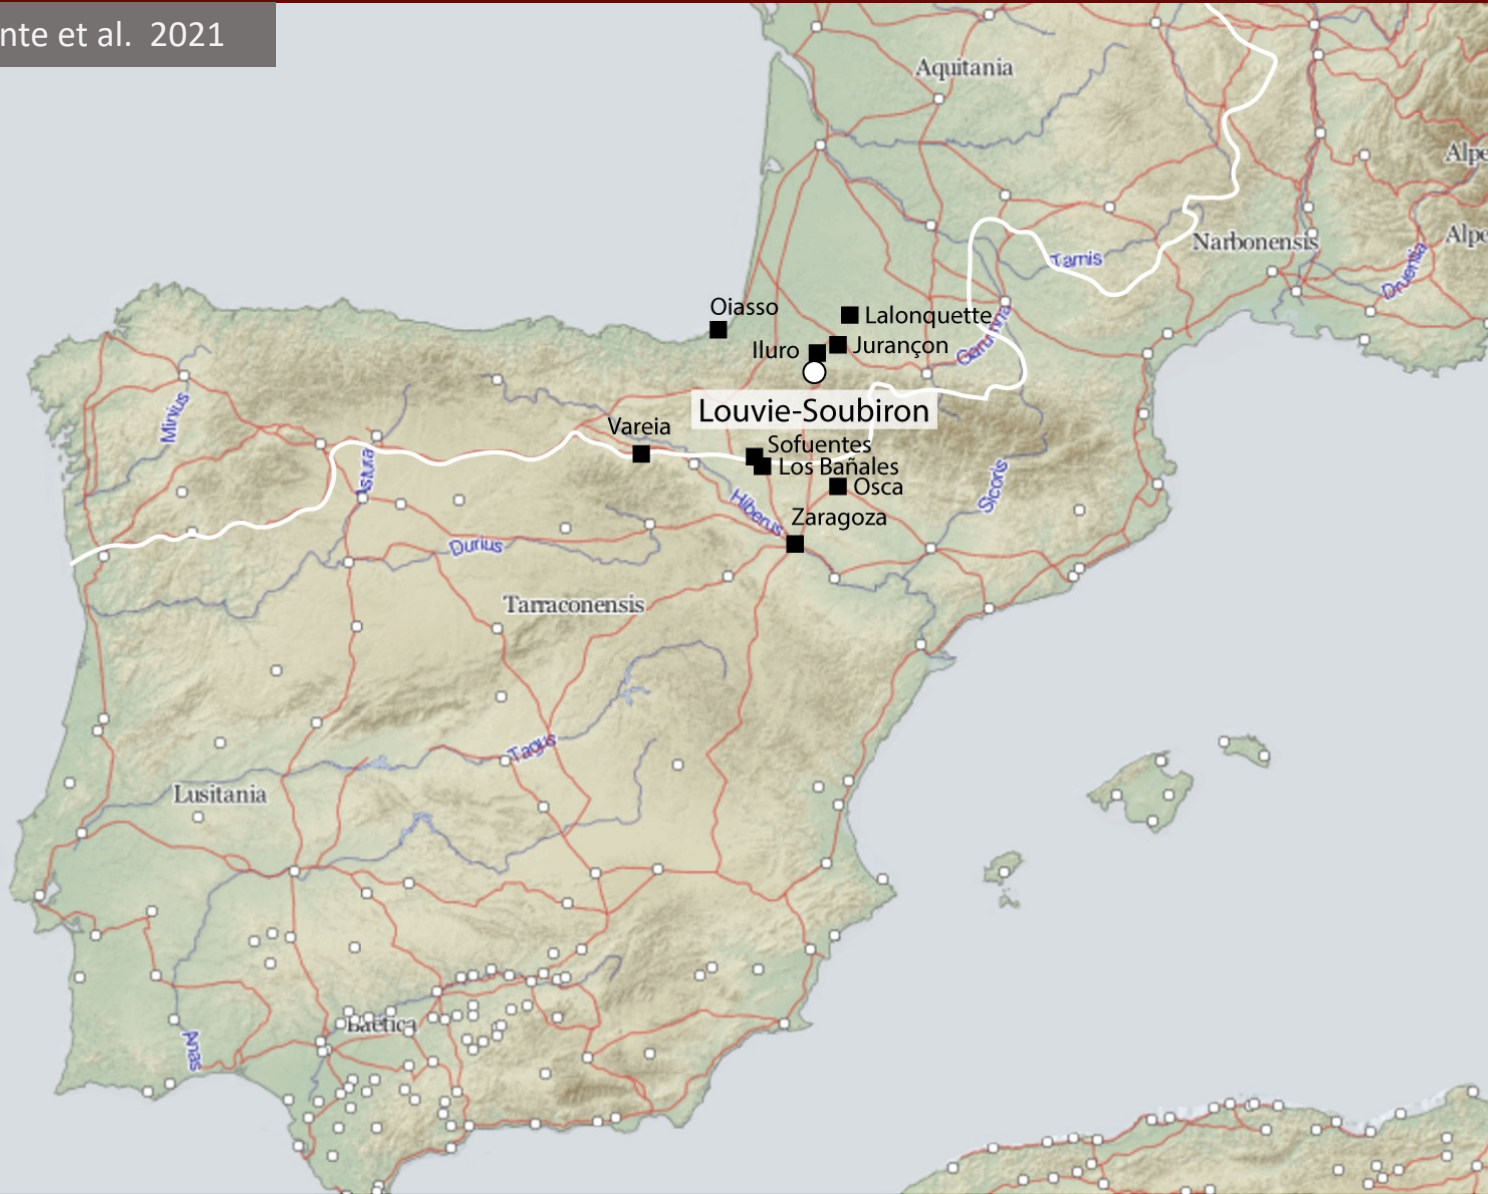 nte et al. 2021
Aquitania
Alpe
Narbonensis
Alpe
Tarnis
Druentia
Oiasso
Lalonquette
Garumna
Iluro
Jurançon
Minius
Louvie-Soubiron
Vareia
Sofuentes
Los Bañales
Astura
Osca
Sicoris
Hiberus
Zaragoza
Durius
Tarraconensis
Tagus
Lusitania
Baetica
Anas